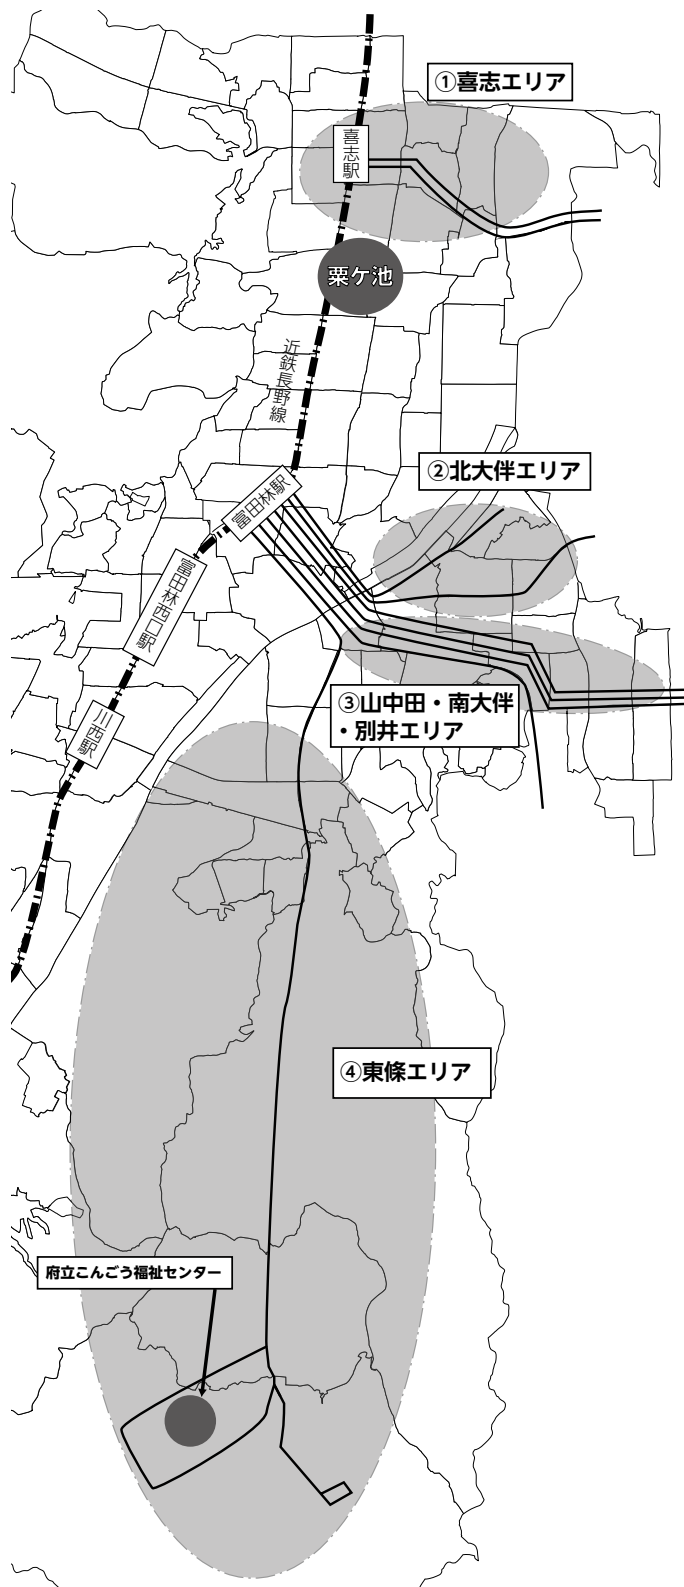 ①喜志エリア
喜志駅
粟ケ池
近鉄長野線
②北大伴エリア
富田林駅
富田林西口駅
③山中田・南大伴
・別井エリア
川西駅
④東條エリア
府立こんごう福祉センター